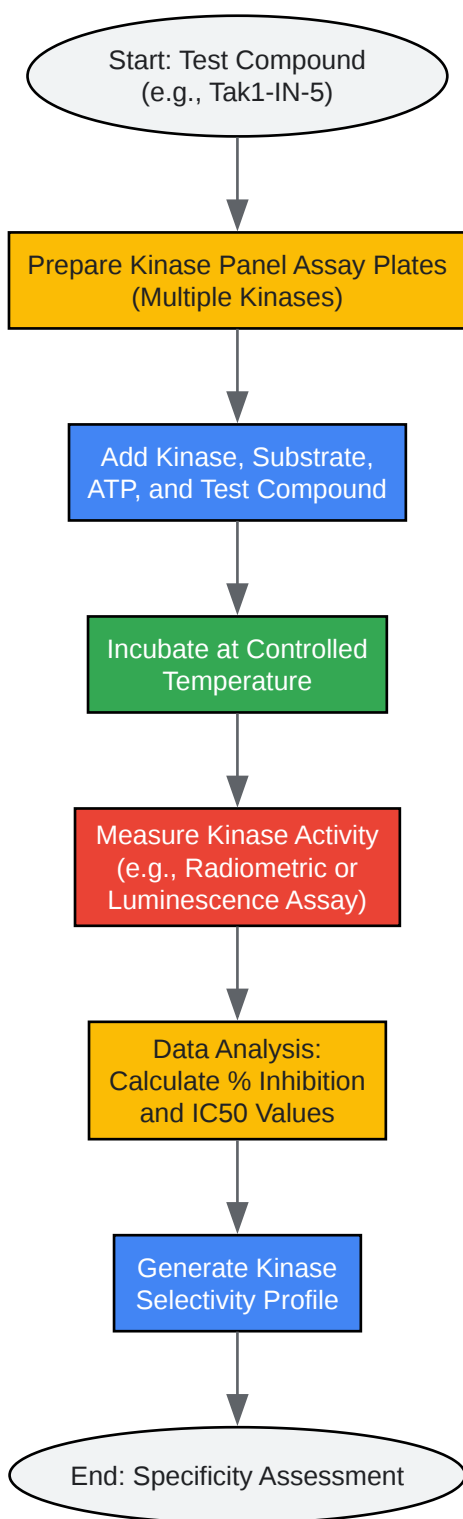 Start: Test Compound
(e.g., Tak1-IN-5)
Prepare Kinase Panel Assay Plates
(Multiple Kinases)
Add Kinase, Substrate,
ATP, and Test Compound
Incubate at Controlled
Temperature
Measure Kinase Activity
(e.g., Radiometric or
Luminescence Assay)
Data Analysis:
Calculate % Inhibition
and IC50 Values
Generate Kinase
Selectivity Profile
End: Specificity Assessment